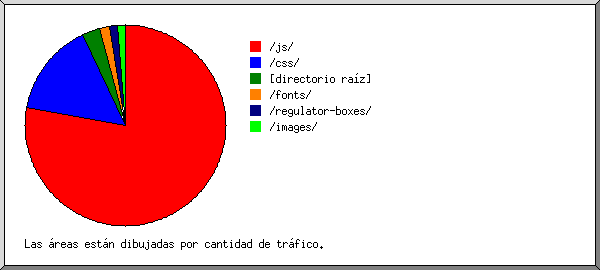 /js/
/css/
[directorio raíz]
/fonts/
/regulator-boxes/
/images/
Las áreas están dibujadas por cantidad de tráfico.